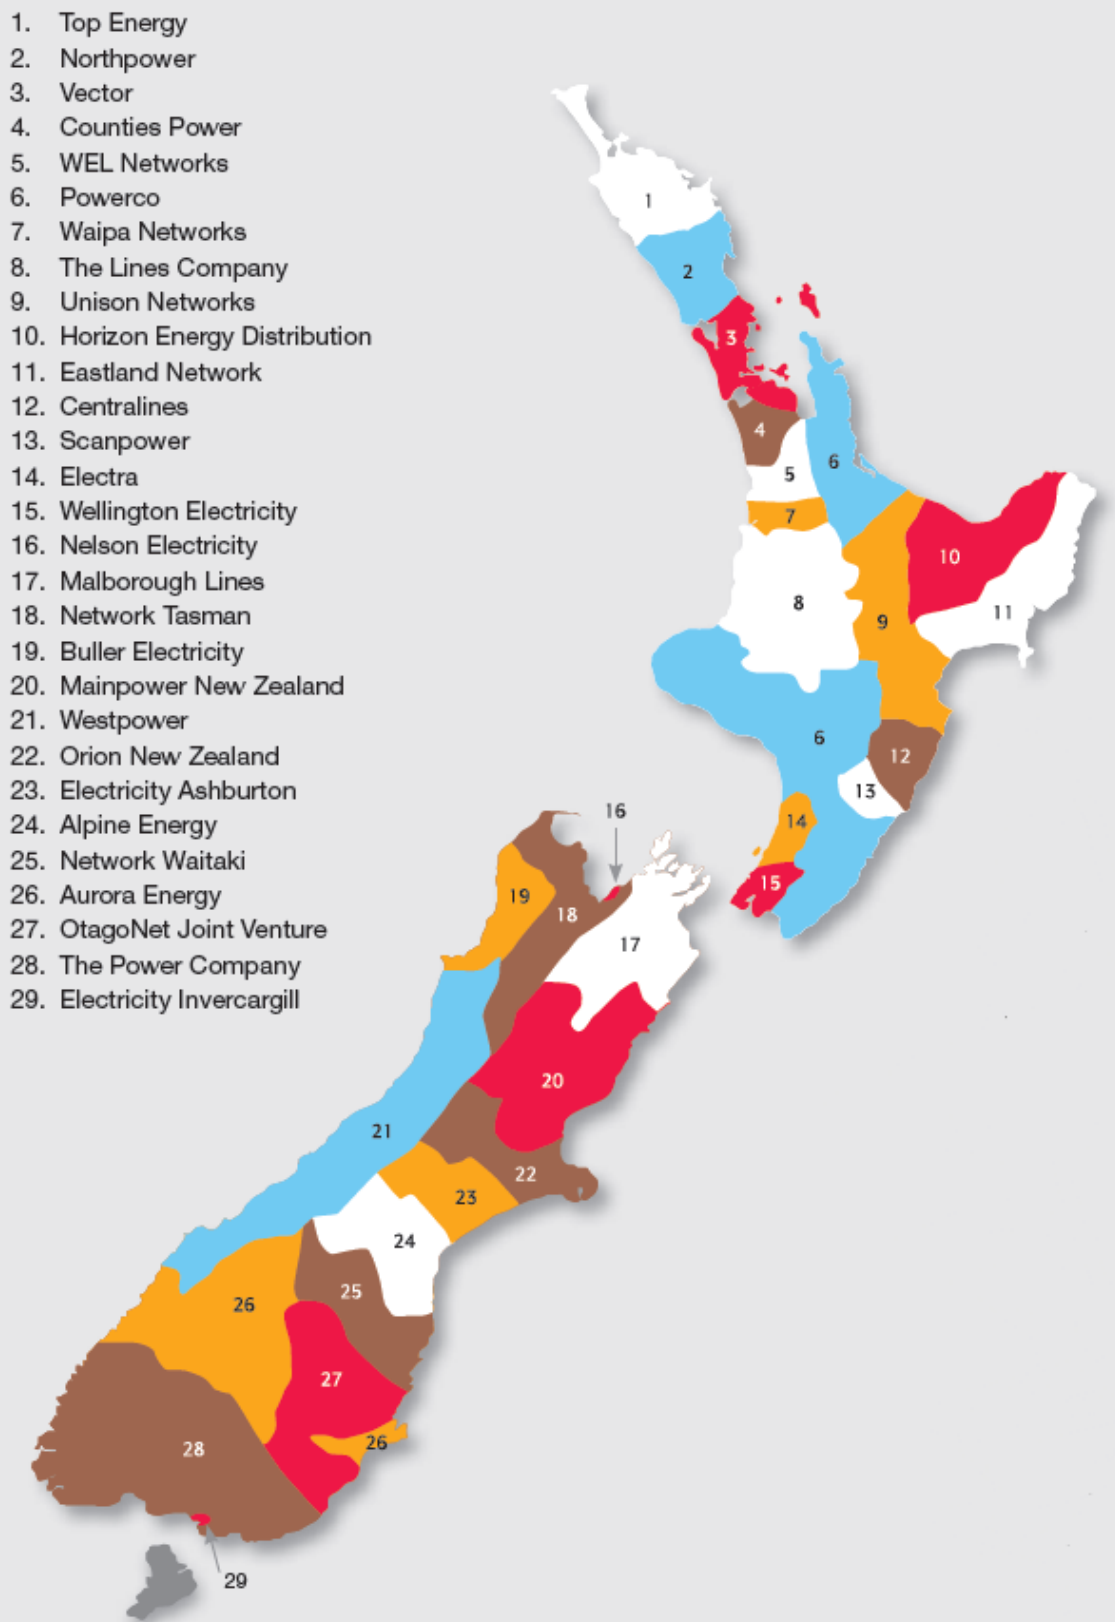 1. Top Energy
2. Northpower
3. Vector
4. Counties Power
5. WEL Networks
6. Powerco
7. Waipa Networks
8. The Lines Company
9. Unison Networks
10. Horizon Energy Distribution
11. Eastland Network
12. Centralines
13. Scanpower
14. Electra
15. Wellington Electricity
16. Nelson Electricity
17. Malborough Lines
18. Network Tasman
19. Buller Electricity
20. Mainpower New Zealand
21. Westpower
22. Orion New Zealand
23. Electricity Ashburton
24. Alpine Energy
25. Network Waitaki
26. Aurora Energy
27. OtagoNet Joint Venture
28. The Power Company
29. Electricity Invercargill
1
2
3
4
5
6
7
8
9
10
11
6
12
13
14
15
16
19
18
17
20
21
22
23
24
25
26
27
26
28
29